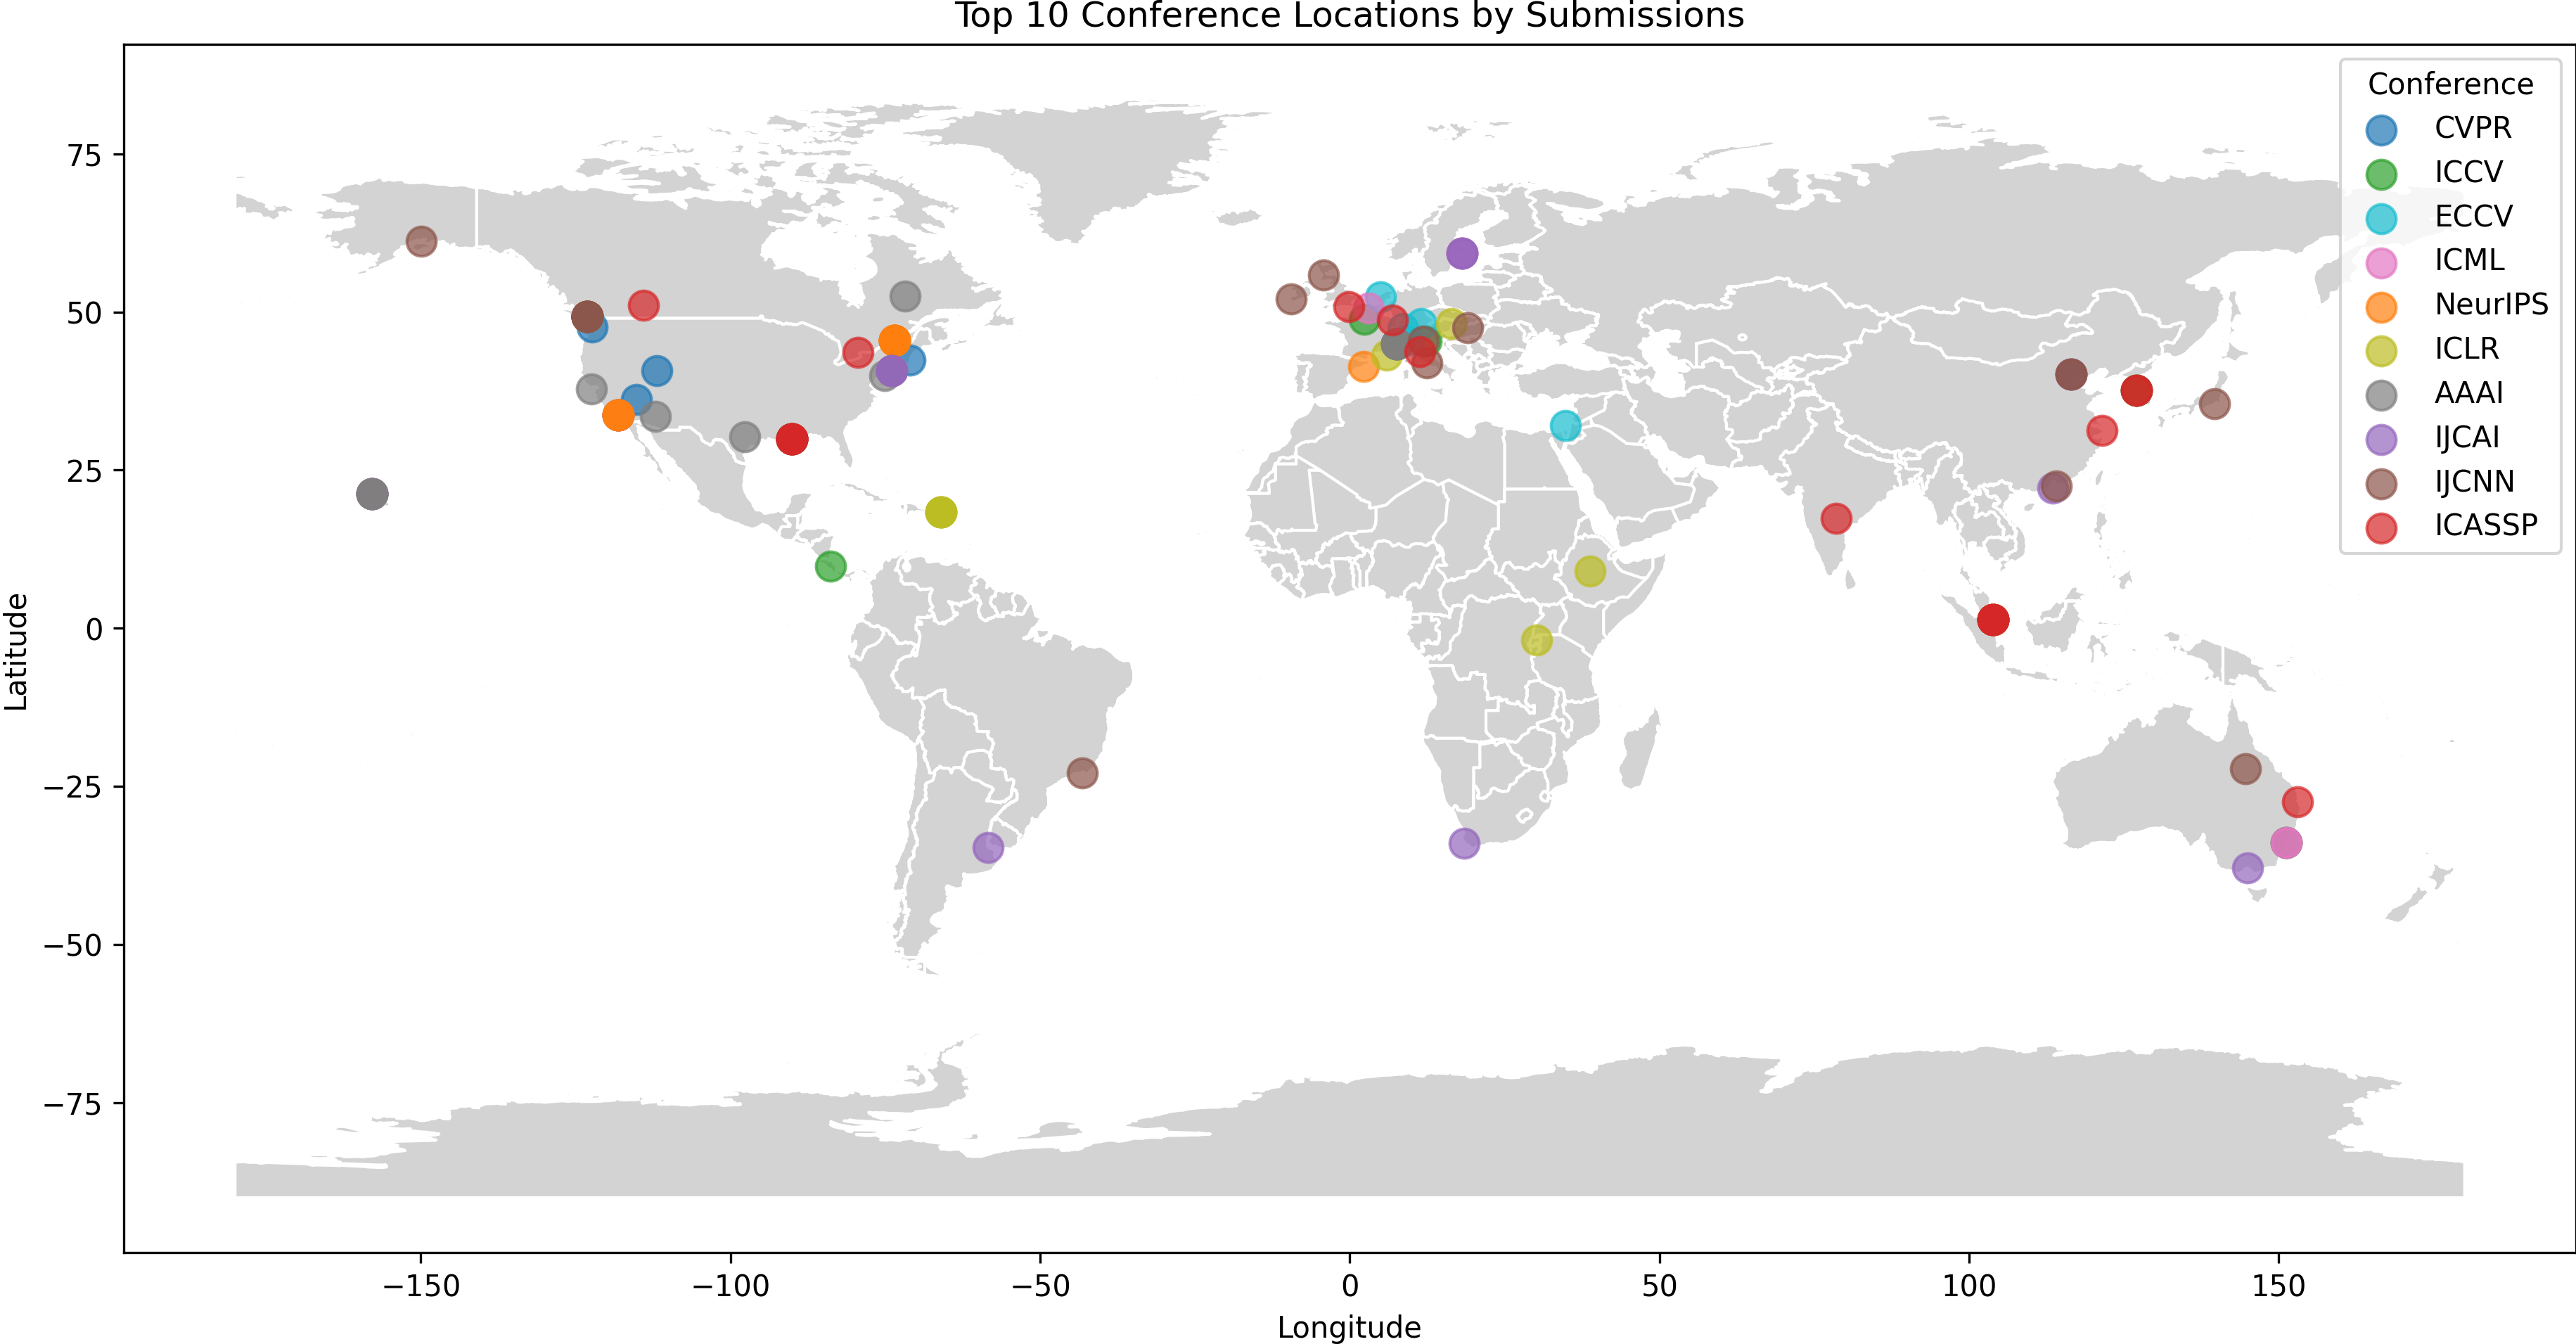 Top 10 Conference Locations by Submissions
Conference
CVPR
ICCV
ECCV
ICML
NeurIPS
ICLR
AAAI
IJCAI
IJCNN
ICASSP
Latitude
75
50
25
0
−25
−50
−75
−150
−100
−50
0
50
100
150
Longitude